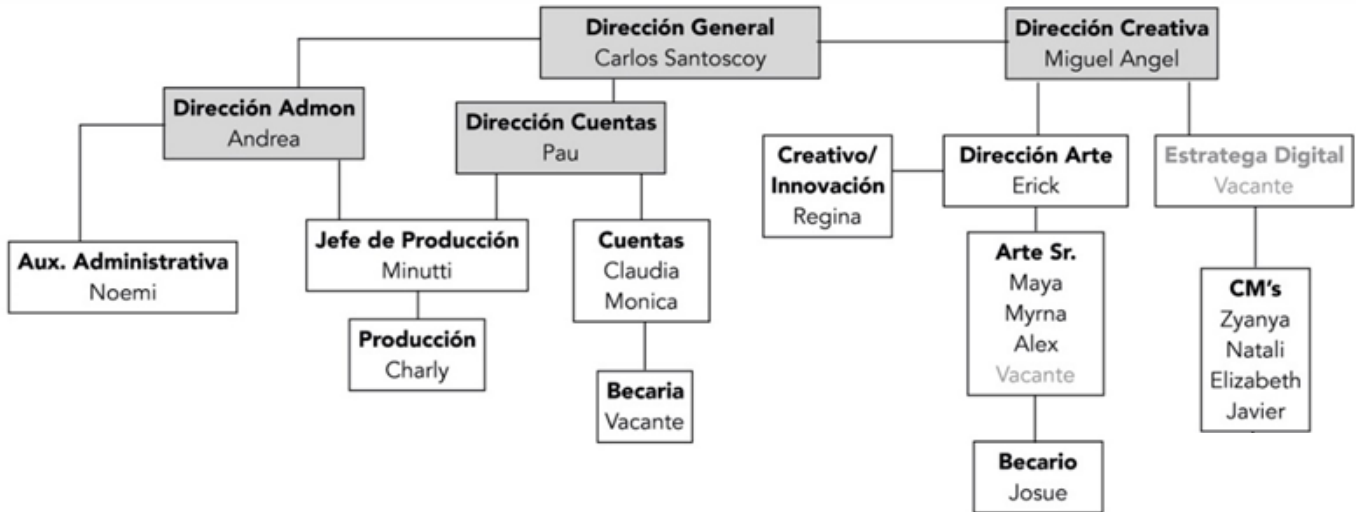 Dirección General
Carlos Santoscoy
Dirección Creativa
Miguel Angel
Dirección Admon
Andrea
Dirección Cuentas
Pau
Creativo/
Innovación
Regina
Dirección Arte
Erick
Estratega Digital
Vacante
Aux. Administrativa
Noemi
Jefe de Producción
Minutti
Cuentas
Claudia
Monica
Arte Sr.
Maya
Myrna
Alex
Vacante
CM's
Zyanya
Natali
Elizabeth
Javier
Producción
Charly
Becaria
Vacante
Becario
Josue